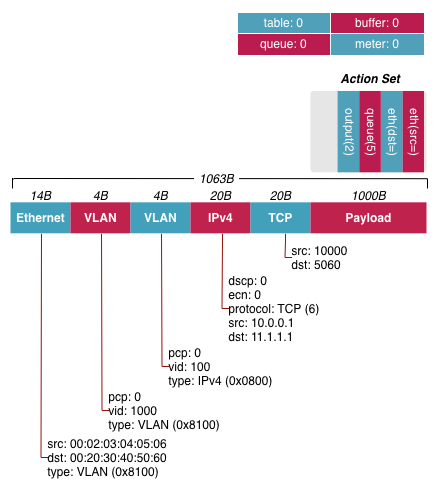 table: 0 buffer: 0
queue: 0 meter: 0
Action Set
output(2) queue(5) eth(dst=) eth(src=)
1063B
14B 4B 4B 20B 20B 1000B
Ethernet VLAN VLAN IPv4 TCP Payload
src: 10000
dst: 5060
dscp: 0
ecn: 0
protocol: TCP (6)
src: 10.0.0.1
dst: 11.1.1.1
pcp: 0
vid: 100
type: IPv4 (0x0800)
pcp: 0
vid: 1000
type: VLAN (0x8100)
src: 00:02:03:04:05:06
dst: 00:20:30:40:50:60
type: VLAN (0x8100)